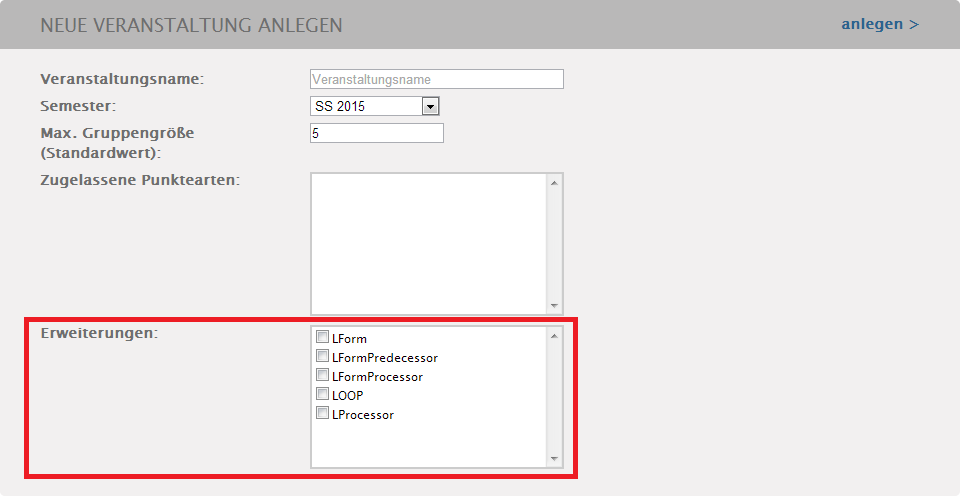 NEUE VERANSTALTUNG ANLEGEN
anlegen >
Veranstaltungsname:
Veranstaltungsname
Semester:
SS 2015
Max. Gruppengröße
(Standardwert):
5
Zugelassene Punktearten:
Erweiterungen:
LForm
LFormPredecessor
LFormProcessor
LOOP
LProcessor